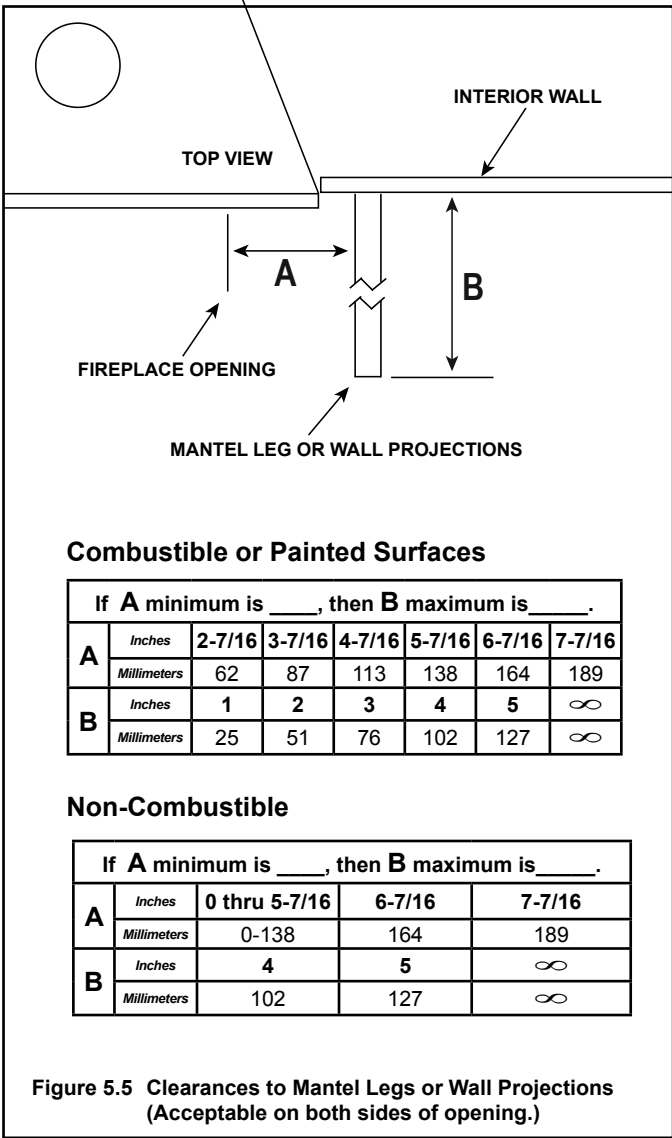 INTERIOR WALL
TOP VIEW
A
B
FIREPLACE OPENING
MANTEL LEG OR WALL PROJECTIONS
Combustible or Painted Surfaces
If A minimum is ____, then B maximum is_____.
A Inches 2-7/16 3-7/16 4-7/16 5-7/16 6-7/16 7-7/16
Millimeters 62 87 113 138 164 189
B Inches 1 2 3 4 5 ∞
Millimeters 25 51 76 102 127 ∞
Non-Combustible
If A minimum is ____, then B maximum is_____.
A Inches 0 thru 5-7/16 6-7/16 7-7/16
Millimeters 0-138 164 189
B Inches 4 5 ∞
Millimeters 102 127 ∞
Figure 5.5 Clearances to Mantel Legs or Wall Projections
(Acceptable on both sides of opening.)